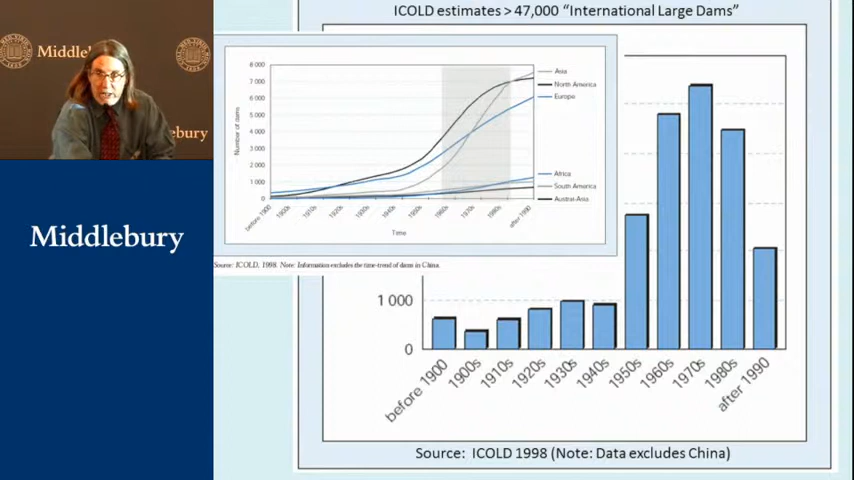 ICOLD estimates > 47,000 “International Large Dams”
Middlebury
Middlebury
8 000
7 000
6 000
5 000
4 000
3 000
2 000
1 000
0
Number of dams
before 1900
1900s
1910s
1920s
1930s
1940s
1950s
1960s
1970s
1980s
after 1990
Time
Asia
North America
Europe
Africa
South America
Austral-Asia
Source: ICOLD, 1998. Note: Information excludes the time-trend of dams in China.
1 000
0
before 1900
1900s
1910s
1920s
1930s
1940s
1950s
1960s
1970s
1980s
after 1990
Source: ICOLD 1998 (Note: Data excludes China)